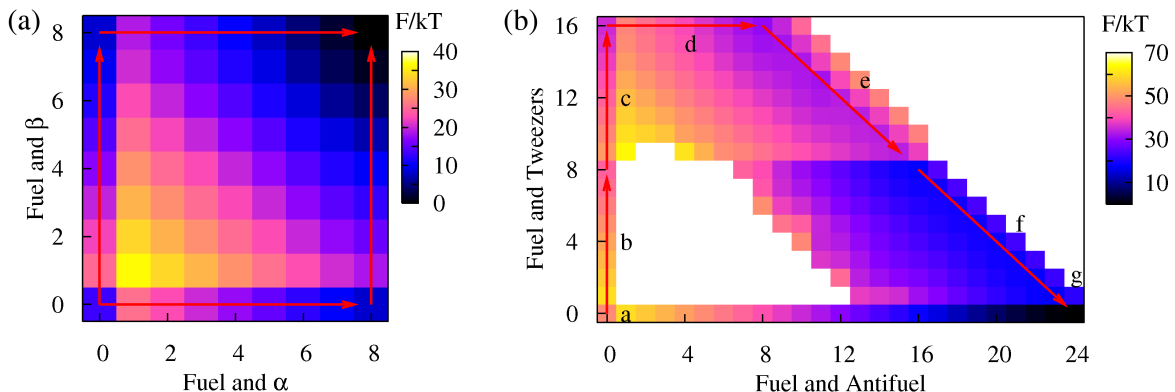 (a)
F/kT
8
6
4
2
0
0
2
4
6
8
Fuel and β
Fuel and α
40
30
20
10
0
(b)
F/kT
16
12
8
4
0
0
4
8
12
16
20
24
Fuel and Tweezers
Fuel and Antifuel
d
e
c
b
a
f
g
70
50
30
10